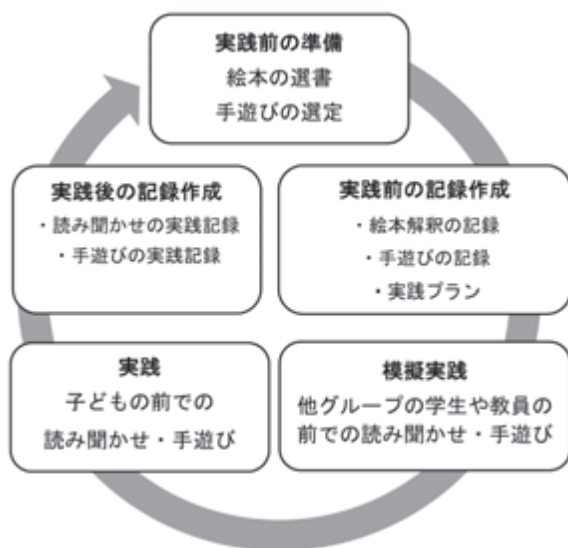 実践前の準備
絵本の選書
手遊びの選定
実践前の記録作成
・絵本解釈の記録
・手遊びの記録
・実践プラン
模擬実践
他グループの学生や教員の
前での読み聞かせ・手遊び
実践
子どもの前での
読み聞かせ・手遊び
実践後の記録作成
・読み聞かせの実践記録
・手遊びの実践記録